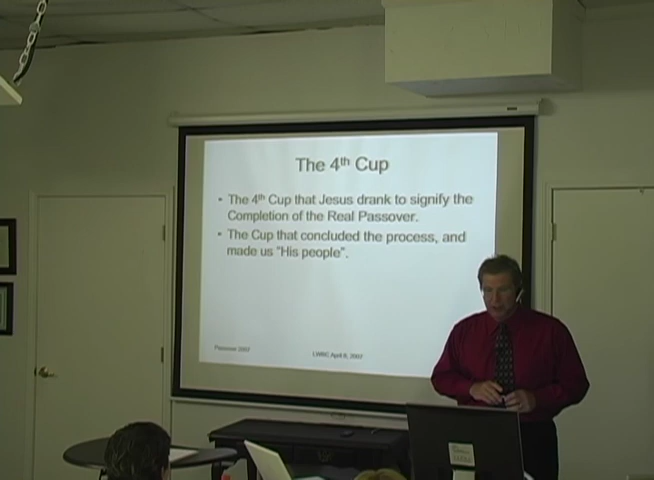 The 4th Cup
• The 4th Cup that Jesus drank to signify the
Completion of the Real Passover.
• The Cup that concluded the process, and
made us "His people".
Passover 2007
LWBC April 8, 2007